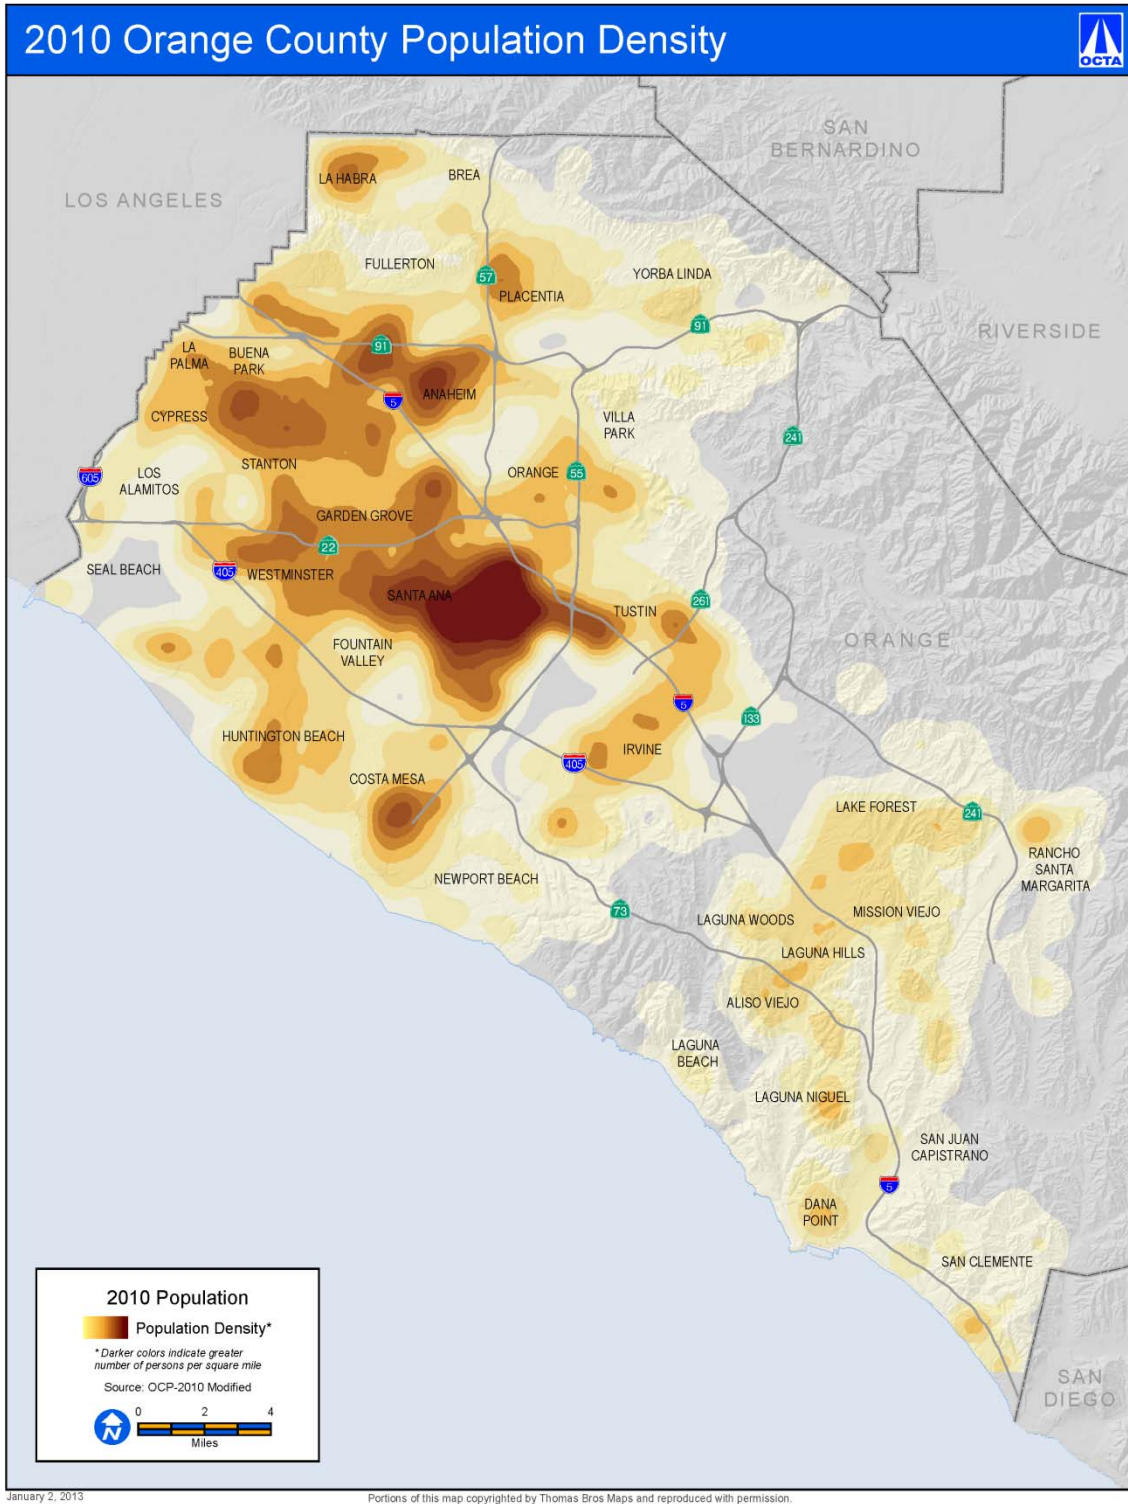 2010 Orange County Population Density
OCTA
SAN
BERNARDINO
LOS ANGELES
LA HABRA
BREA
FULLERTON
57
PLACENTIA
YORBA LINDA
91
RIVERSIDE
LA
PALMA
BUENA
PARK
91
ANAHEIM
5
CYPRESS
VILLA
PARK
241
STANTON
ORANGE
55
605
LOS
ALAMITOS
GARDEN GROVE
22
SEAL BEACH
405
WESTMINSTER
SANTA ANA
TUSTIN
261
FOUNTAIN
VALLEY
ORANGE
5
133
HUNTINGTON BEACH
IRVINE
405
COSTA MESA
LAKE FOREST
241
RANCHO
SANTA
MARGARITA
NEWPORT BEACH
73
LAGUNA WOODS
MISSION VIEJO
LAGUNA HILLS
ALISO VIEJO
LAGUNA
BEACH
LAGUNA NIGUEL
SAN JUAN
CAPISTRANO
5
DANA
POINT
SAN CLEMENTE
SAN
DIEGO
2010 Population
Population Density*
* Darker colors indicate greater
number of persons per square mile
Source: OCP-2010 Modified
N
0 2 4
Miles
January 2, 2013
Portions of this map copyrighted by Thomas Bros Maps and reproduced with permission.